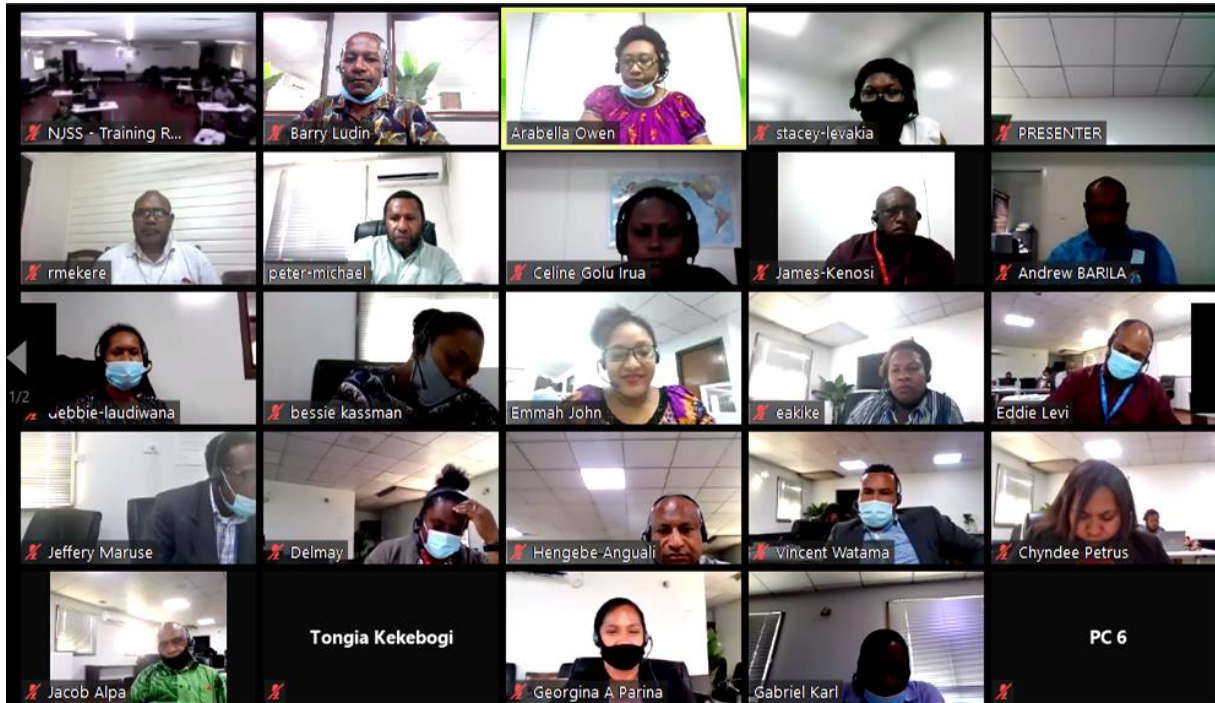 NJSS - Training R...
Barry Ludin
Arabella Owen
stacey-levakia
PRESENTER
rmekere
peter-michael
Celine Golu Irua
James-Kenosi
Andrew BARILA
1/2
debbie-laudiwana
bessie kassman
Emmah John
eakike
Eddie Levi
Jeffery Maruse
Delmay
Hengebe Anguali
Vincent Watama
Chyndee Petrus
Jacob Alpa
Tongia Kekebogi
Georgina A Parina
Gabriel Karl
PC 6